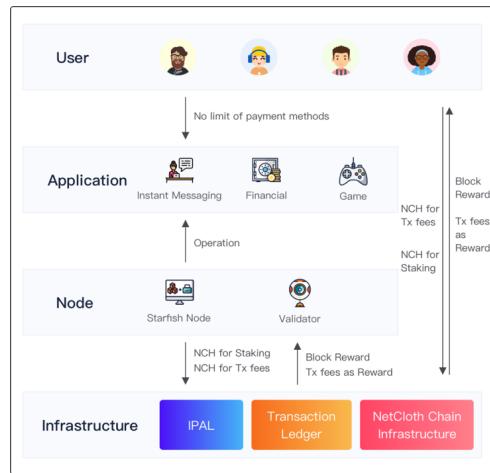 User
No limit of payment methods
Application
Instant Messaging
Financial
Game
NCH for
Tx fees
NCH for
Staking
Block
Reward
Tx fees
as
Reward
Operation
Node
Starfish Node
Validator
NCH for Staking
NCH for Tx fees
Block Reward
Tx fees as Reward
Infrastructure
IPAL
Transaction
Ledger
NetCloth Chain
Infrastructure